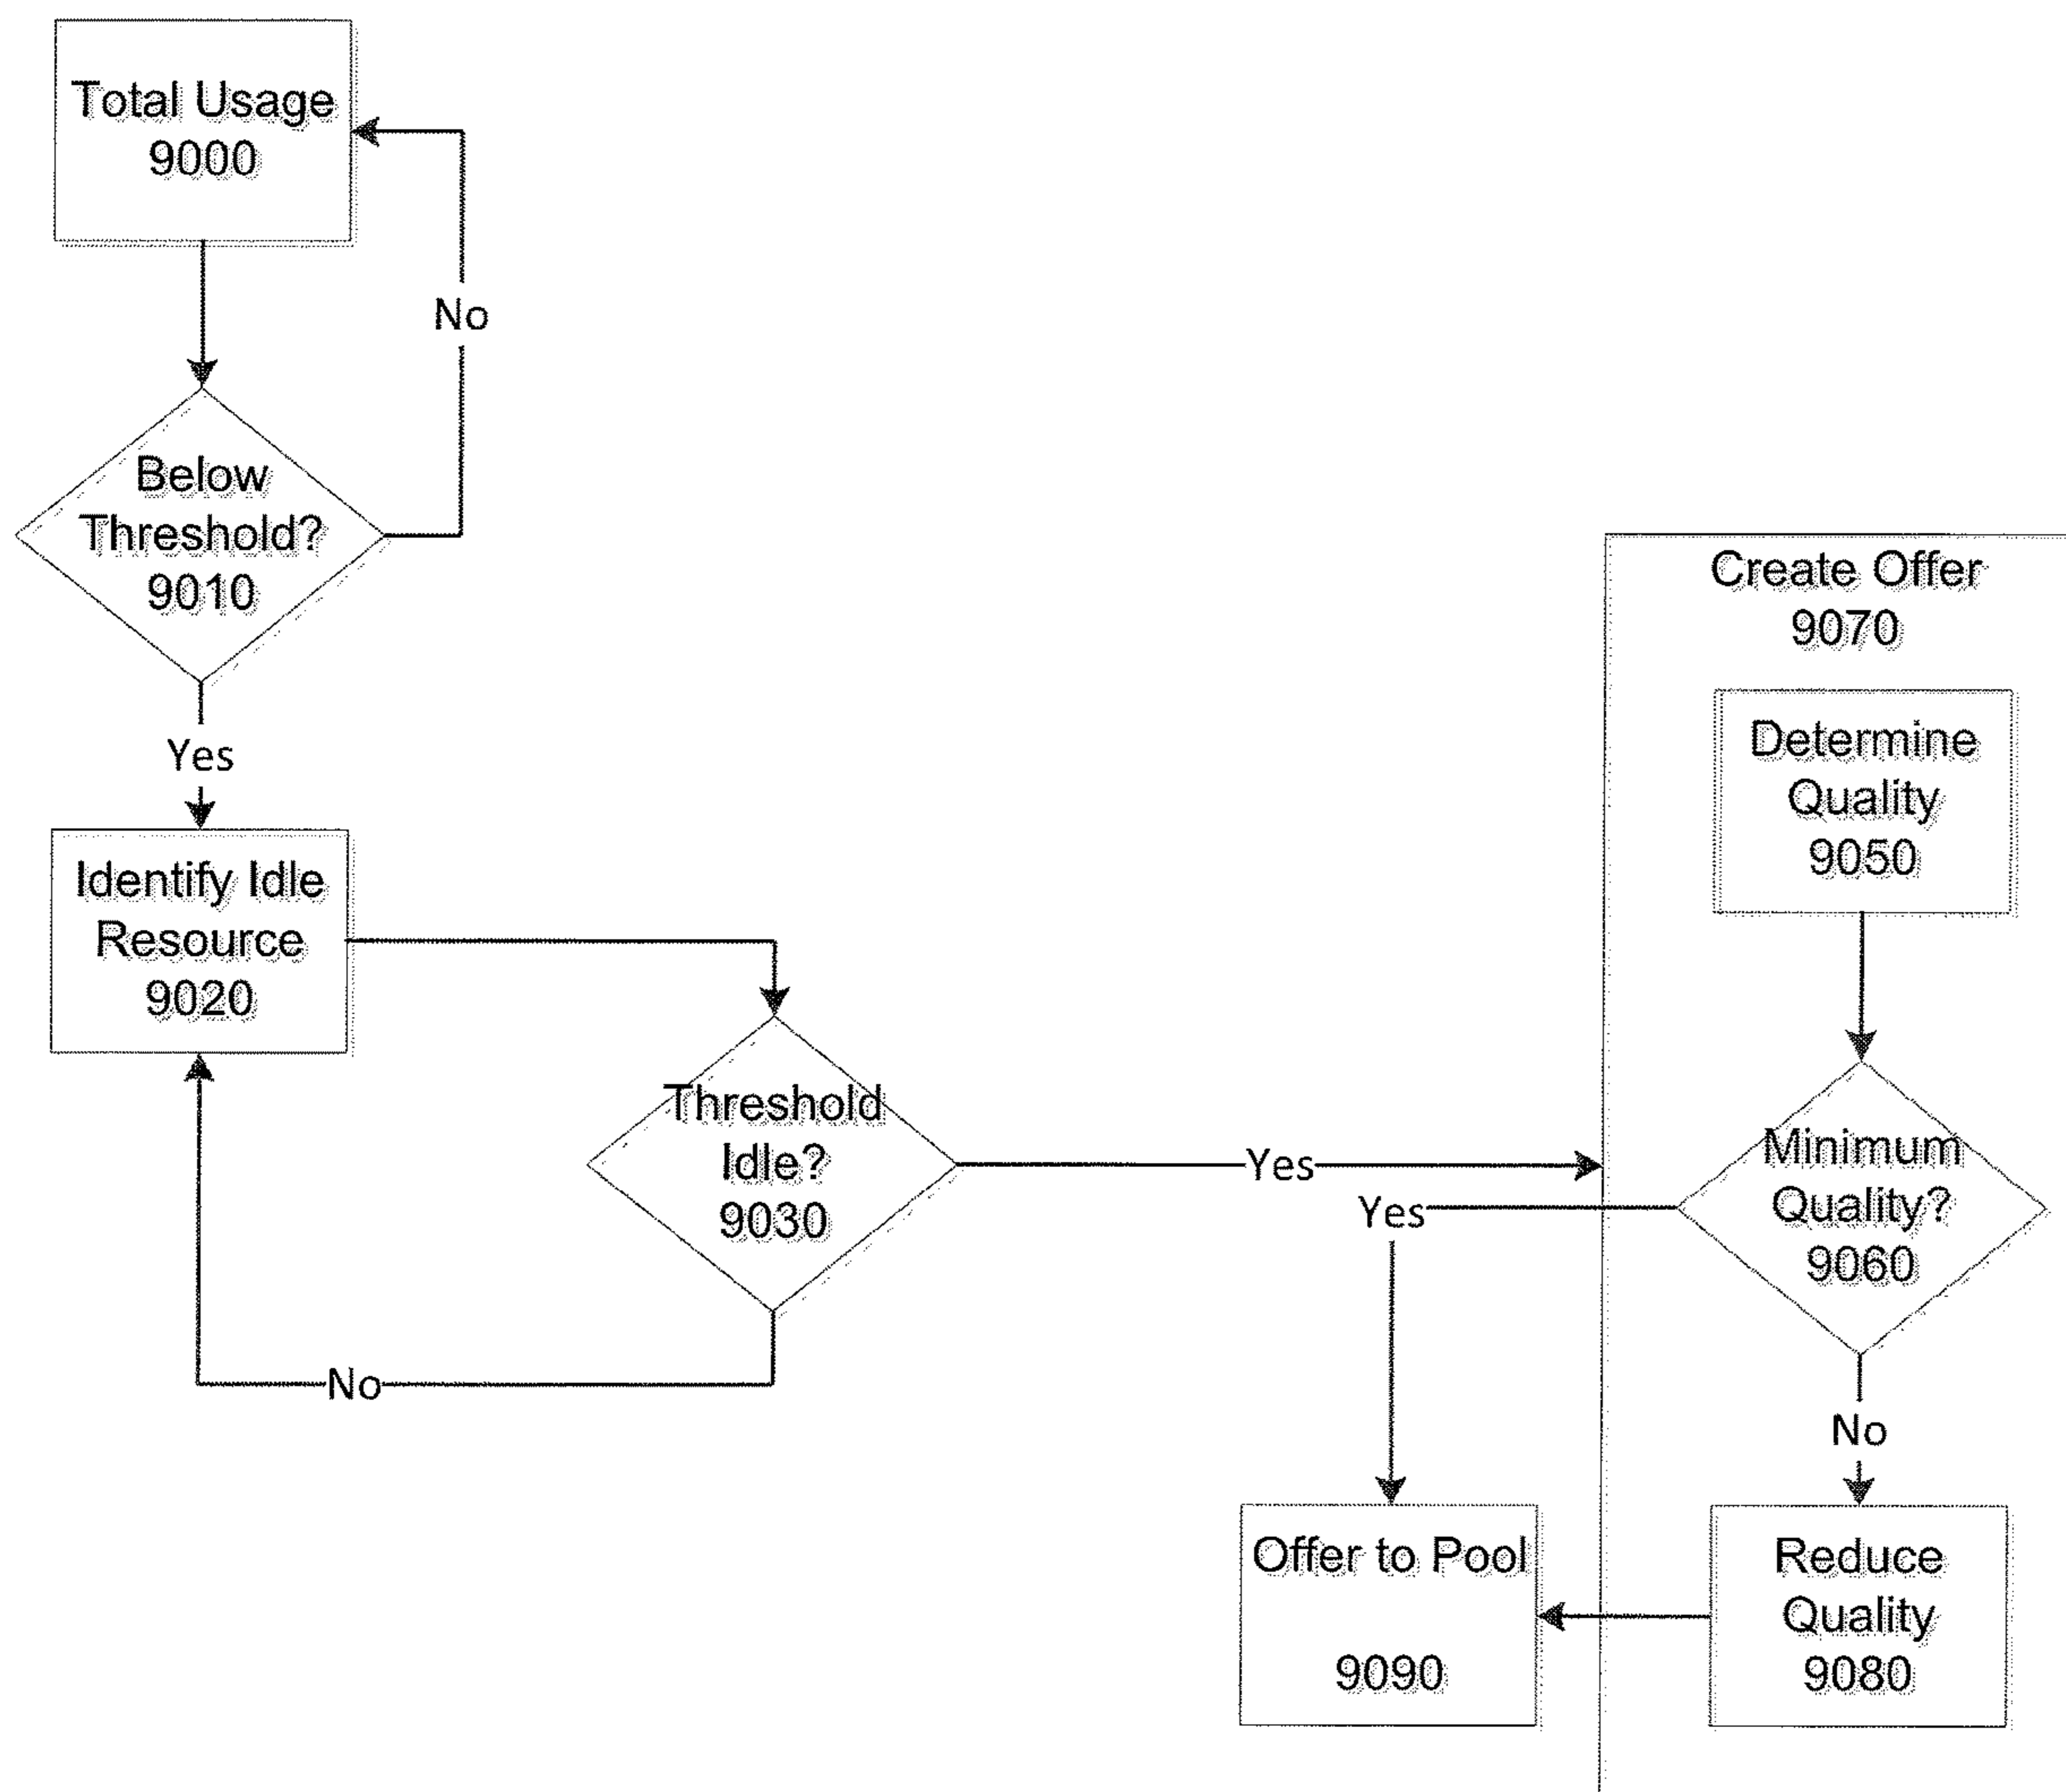 Total Usage
9000
No
Below
Threshold?
9010
Yes
Identify Idle
Resource
9020
Threshold
Idle?
9030
No
Yes
Create Offer
9070
Determine
Quality
9050
Minimum
Quality?
9060
Yes
No
Reduce
Quality
9080
Offer to Pool
9090